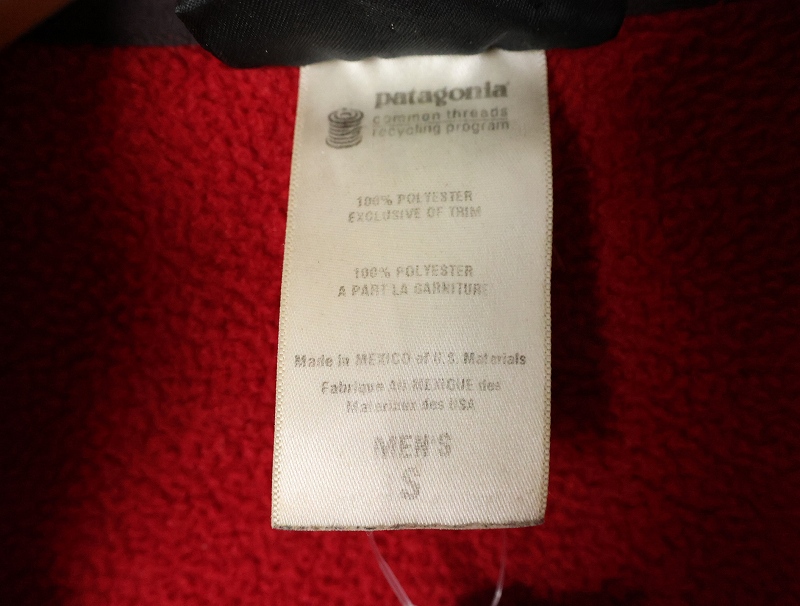 patagonia
common threads
recycling program
100% POLYESTER
EXCLUSIVE OF TRIM
100% POLYESTER
A PART LA GARNITURE
Made in MEXICO of U.S. Materials
Fabrique AU MEXIQUE des
Materiaux des USA
MEN'S
S